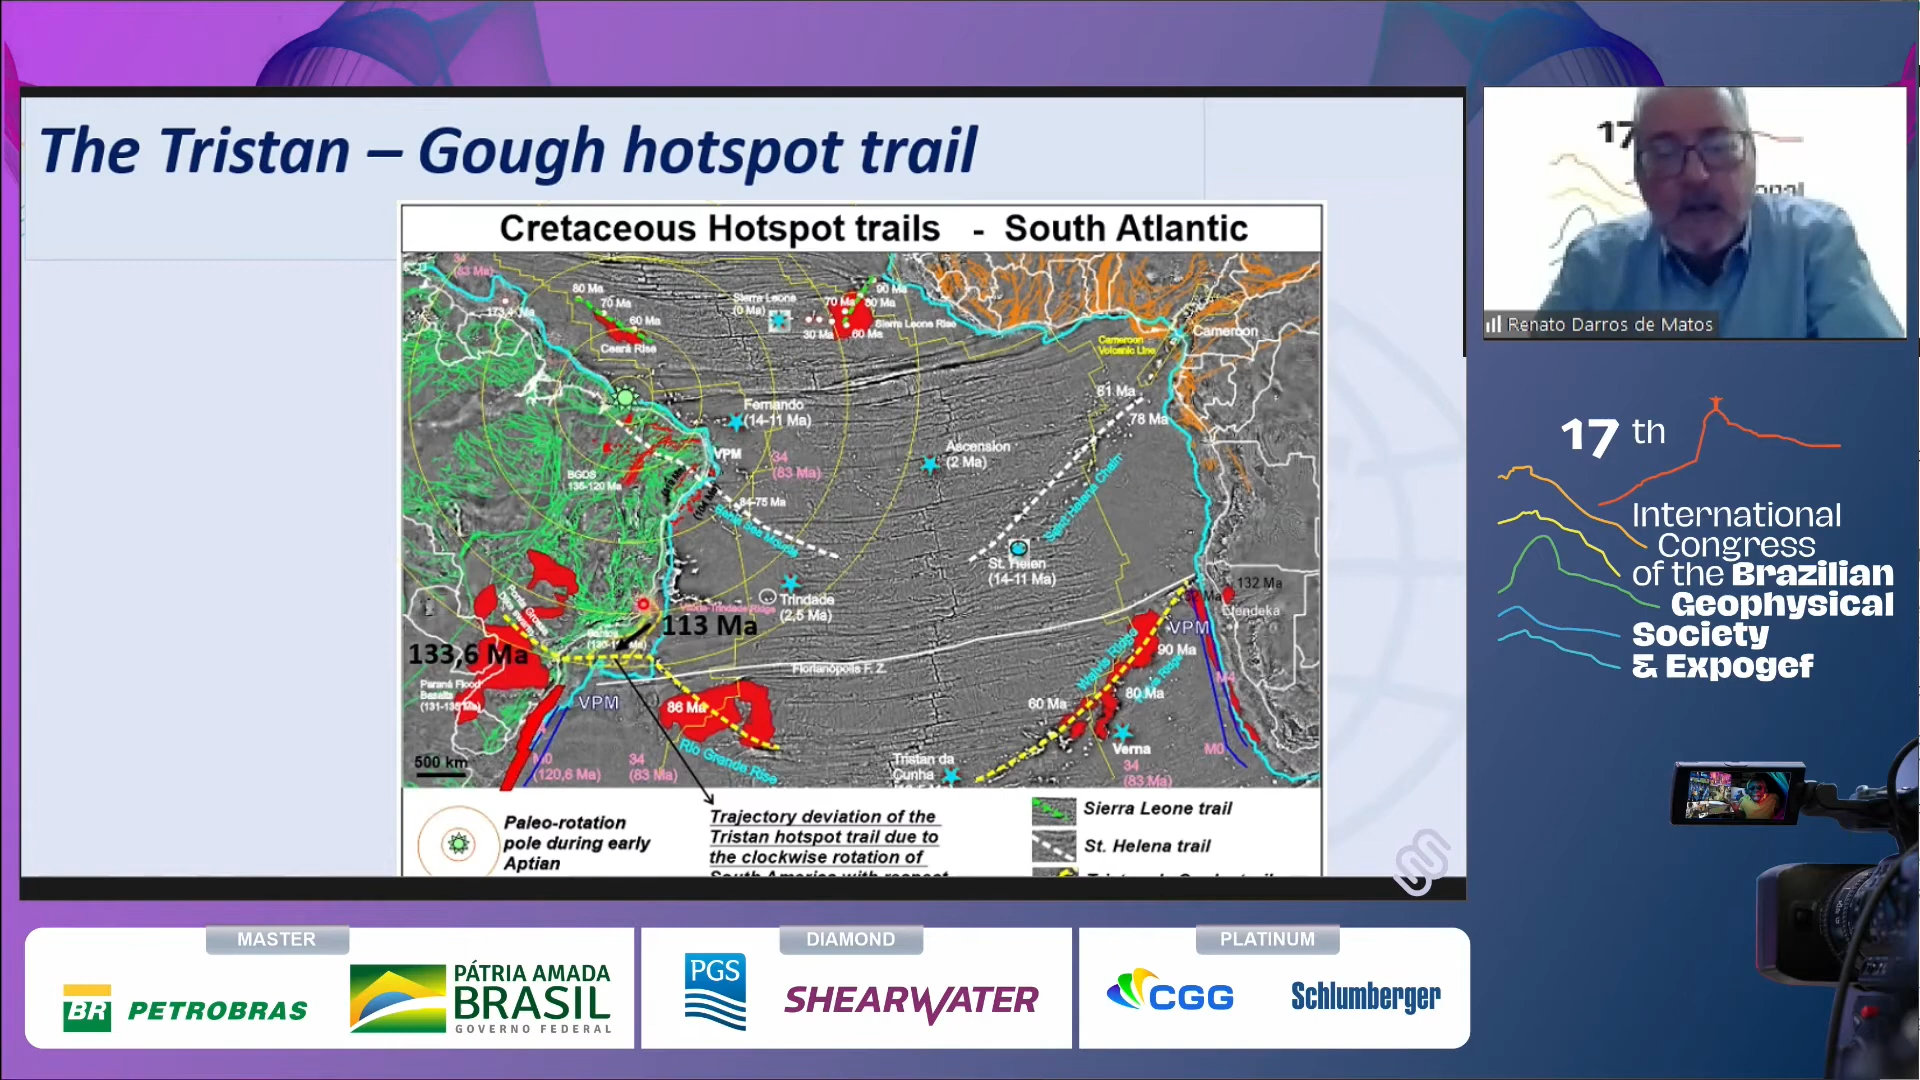 The Tristan – Gough hotspot trail
Cretaceous Hotspot trails - South Atlantic
34
(83 Ma)
80 Ma
70 Ma
60 Ma
Ceará Rise
Sierra Leone
(0 Ma)
70 Ma
90 Ma
80 Ma
Sierra Leone Rise
30 Ma
60 Ma
Cameroon
Cameroon
Volcanic Line
81 Ma
78 Ma
Fernando
(14-11 Ma)
VPM
34
(83 Ma)
Ascension
(2 Ma)
84-75 Ma
St. Helen
(14-11 Ma)
Trindade
(2,5 Ma)
113 Ma
133,6 Ma
132 Ma
Etendeka
VPM
90 Ma
Walvis Ridge
Florianópolis F. Z.
Paraná Flood
Basalts
VPM
86 Ma
Rio Grande Rise
60 Ma
80 Ma
Verna
Tristan da
Cunha
500 km
(120,6 Ma)
34
(83 Ma)
34
(83 Ma)
M0
Paleo-rotation
pole during early
Aptian
Trajectory deviation of the
Tristan hotspot trail due to
the clockwise rotation of
Sierra Leone trail
St. Helena trail
Renato Darros de Matos
17 th
International
Congress
of the Brazilian
Geophysical
Society
& Expogef
MASTER
BR PETROBRAS
PÁTRIA AMADA
BRASIL
GOVERNO FEDERAL
DIAMOND
PGS
SHEARWATER
PLATINUM
CGG
Schlumberger